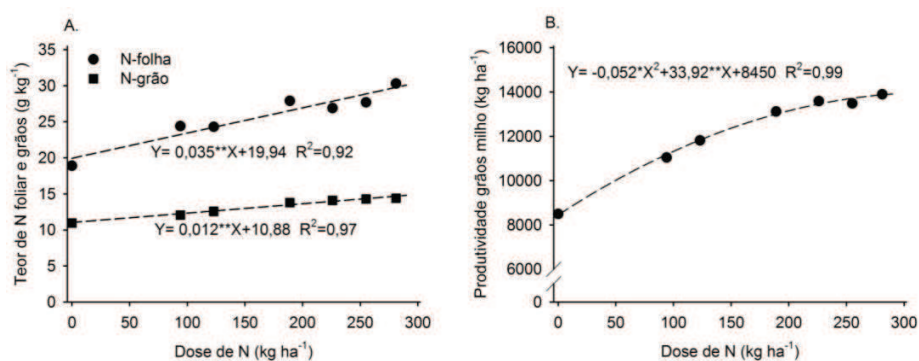 A.
35
30
25
20
15
10
5
0
Teor de N foliar e grãos (g kg⁻¹)
N-folha
N-grão
Y= 0,035**X+19,94 R²=0,92
Y= 0,012**X+10,88 R²=0,97
0 50 100 150 200 250 300
Dose de N (kg ha⁻¹)
B.
16000
14000
12000
10000
8000
6000
0
Produtividade grãos milho (kg ha⁻¹)
Y= -0,052*X²+33,92**X+8450 R²=0,99
0 50 100 150 200 250 300
Dose de N (kg ha⁻¹)